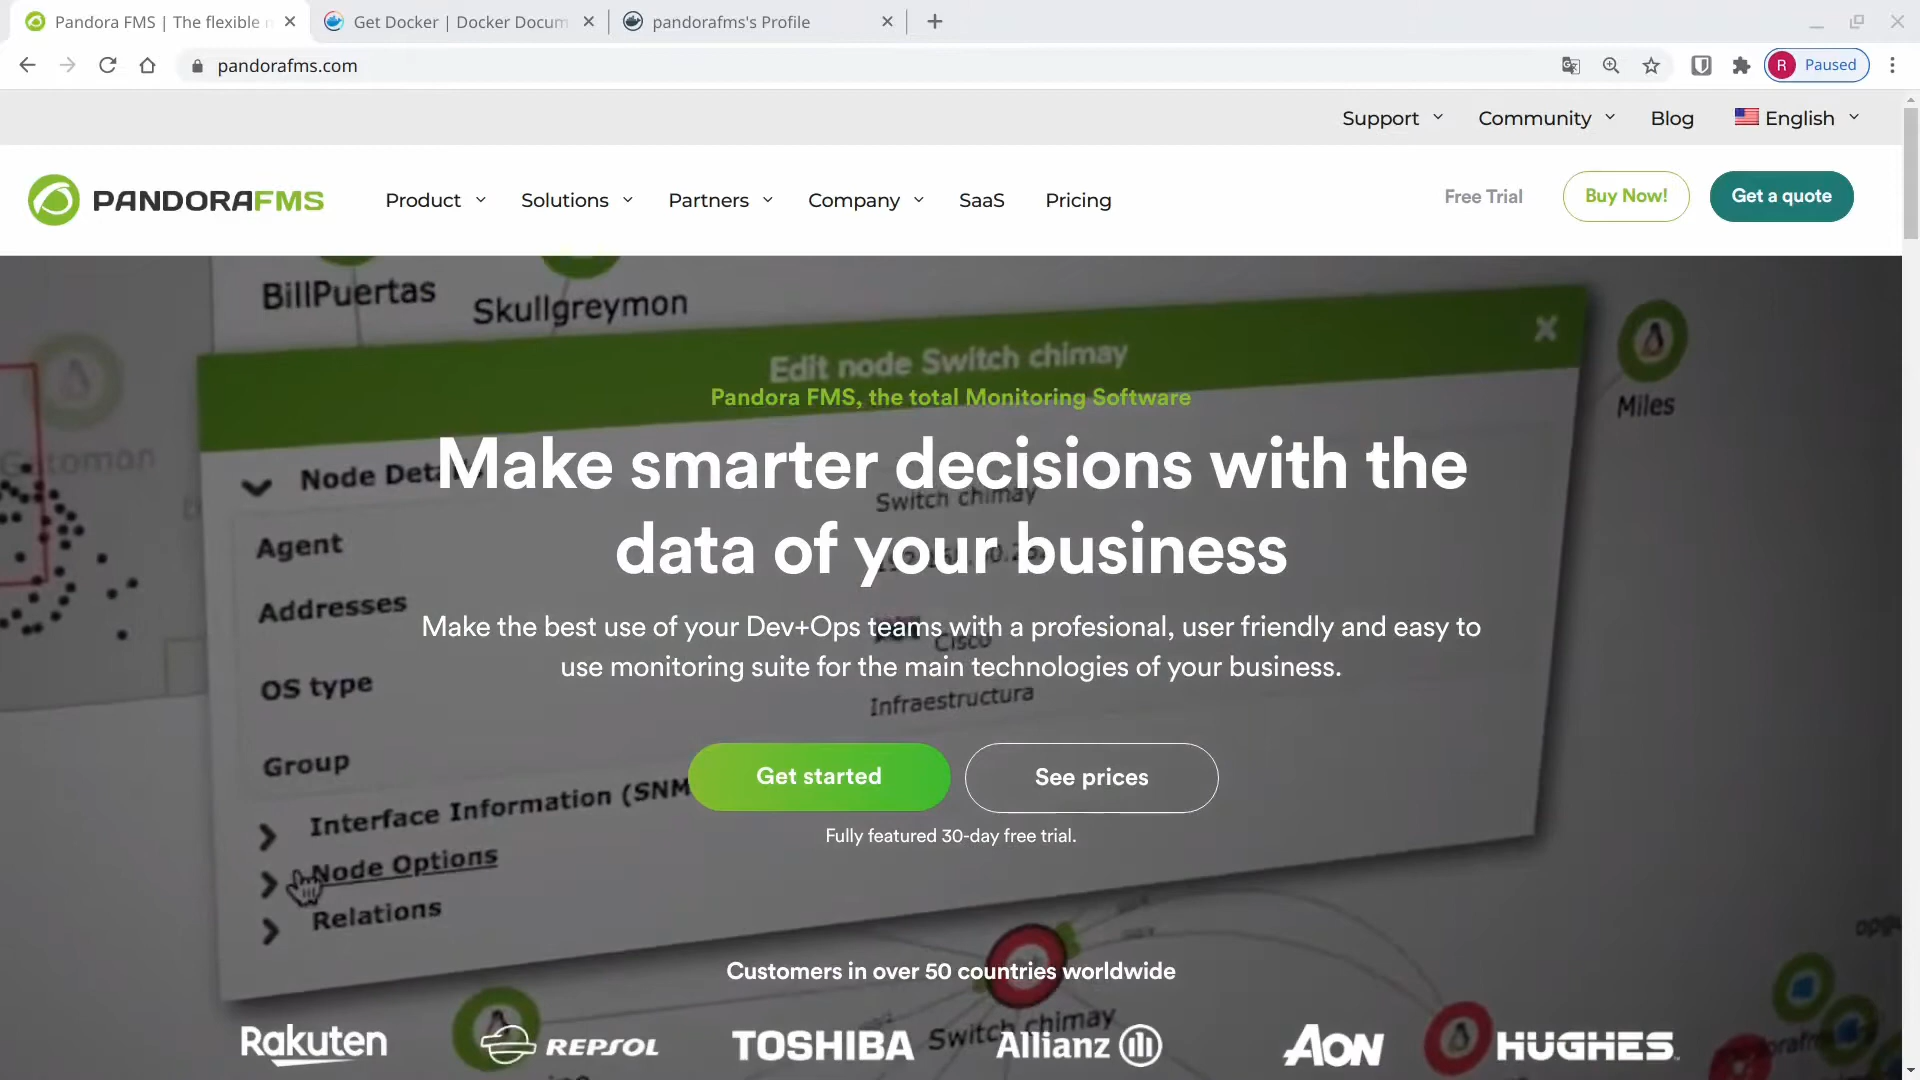 Pandora FMS | The flexible
Get Docker | Docker Docum
pandorafms's Profile
pandorafms.com
R Paused
Support
Community
Blog
English
PANDORAFMS
Product
Solutions
Partners
Company
SaaS
Pricing
Free Trial
Buy Now!
Get a quote
BillPuertas
Skullgreymon
Edit node Switch chimay
X
Miles
Pandora FMS, the total Monitoring Software
Make smarter decisions with the
data of your business
Switch chimay
Agent
Addresses
Make the best use of your Dev+Ops teams with a profesional, user friendly and easy to
use monitoring suite for the main technologies of your business.
Cisco
OS type
Infraestructura
Group
Get started
See prices
Fully featured 30-day free trial.
Interface Information (SNM
Node Options
Relations
Customers in over 50 countries worldwide
Switch chimay
Rakuten
REPSOL
TOSHIBA
Allianz
AON
HUGHES